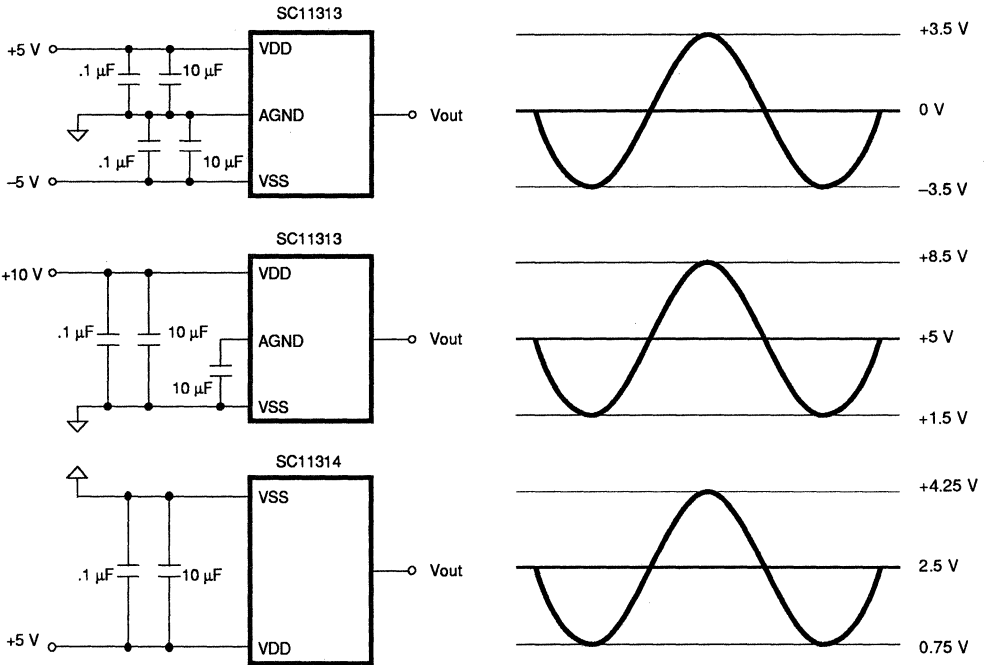 SC11313
+5 V
VDD
.1 µF
10 µF
AGND
Vout
.1 µF
10 µF
–5 V
VSS
+3.5 V
0 V
–3.5 V
SC11313
+10 V
VDD
.1 µF
10 µF
AGND
Vout
10 µF
VSS
+8.5 V
+5 V
+1.5 V
SC11314
VSS
.1 µF
10 µF
Vout
+5 V
VDD
+4.25 V
2.5 V
0.75 V